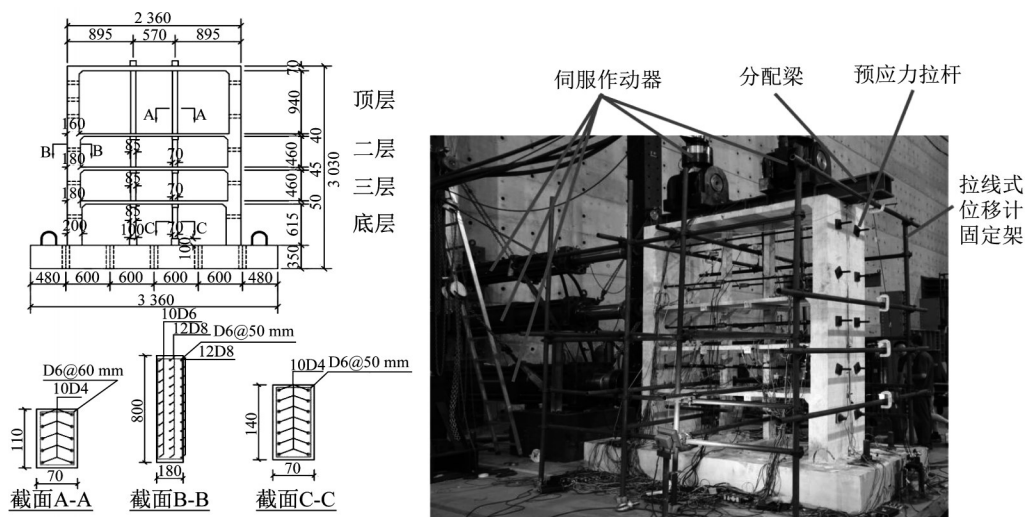 2 360
895
570
895
70
940
40
460
45
460
50
615
350
3 030
顶层
二层
三层
底层
A
A
160
B
B
180
180
200
85
70
85
70
85
100
C
C
70
100
480
600
600
600
600
480
3 360
10D6
12D8
D6@50 mm
12D8
800
180
截面B-B
D6@60 mm
10D4
110
70
截面A-A
10D4
D6@50 mm
140
70
截面C-C
伺服作动器
分配梁
预应力拉杆
拉线式
位移计
固定架